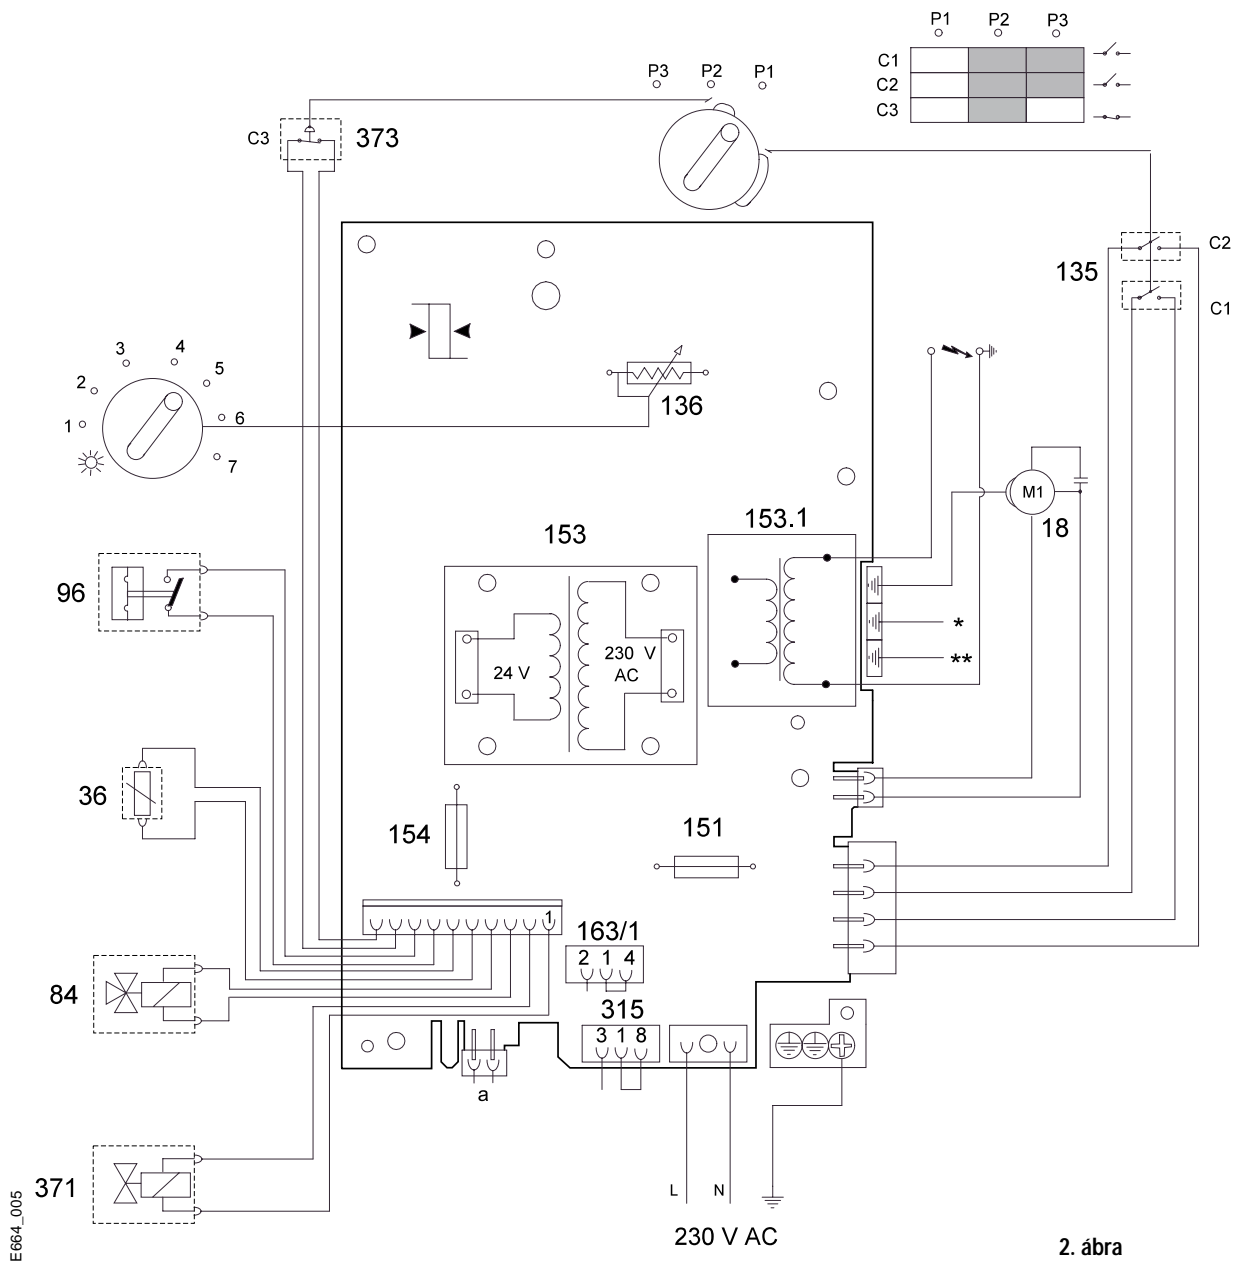 P1 P2 P3
C1
C2
C3
P3 P2 P1
C3 373
C2
135
C1
3 4
2 5
1 6
7
136
M1
18
153 153.1
96
24 V
230 V
AC
*
**
36
154
151
1
163/1
2 1 4
84
315
3 1 8
a
371
L N
230 V AC
E664_005
2. ábra